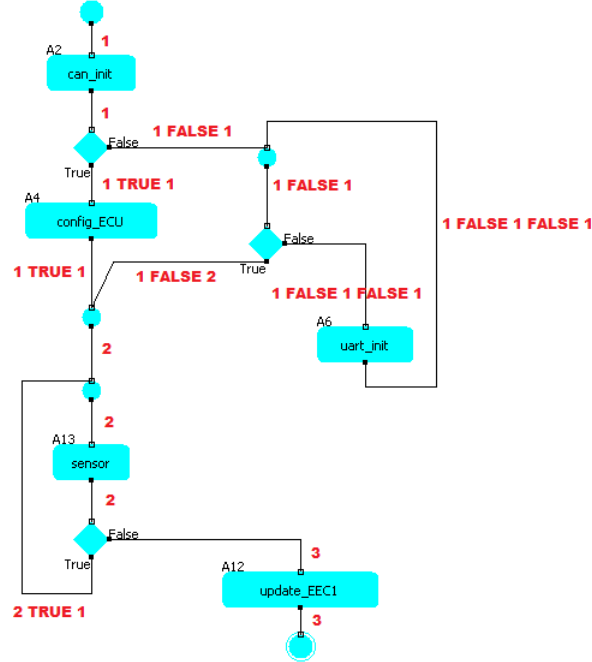 1
A2
can_init
1
False
1 FALSE 1
True
1 TRUE 1
1 FALSE 1
A4
config_ECU
1 FALSE 1 FALSE 1
False
True
1 TRUE 1
1 FALSE 2
1 FALSE 1 FALSE 1
A6
uart_init
2
2
A13
sensor
2
False
True
3
A12
update_EEC1
2 TRUE 1
3